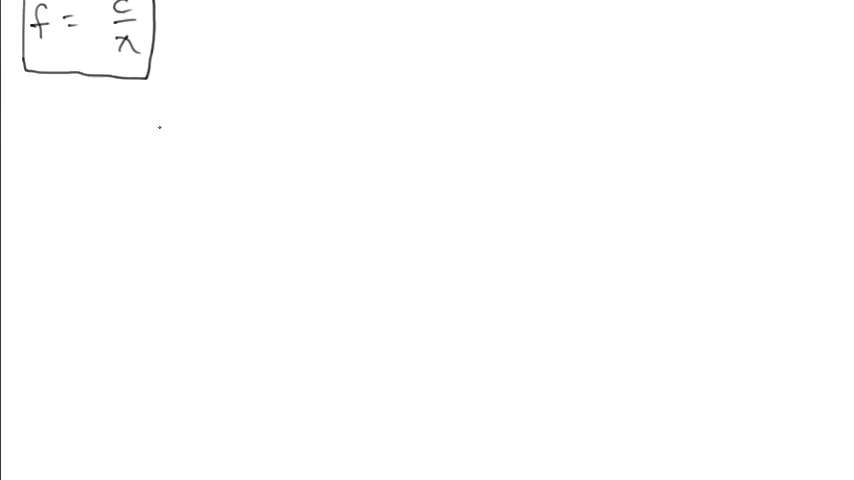 f = c/λ